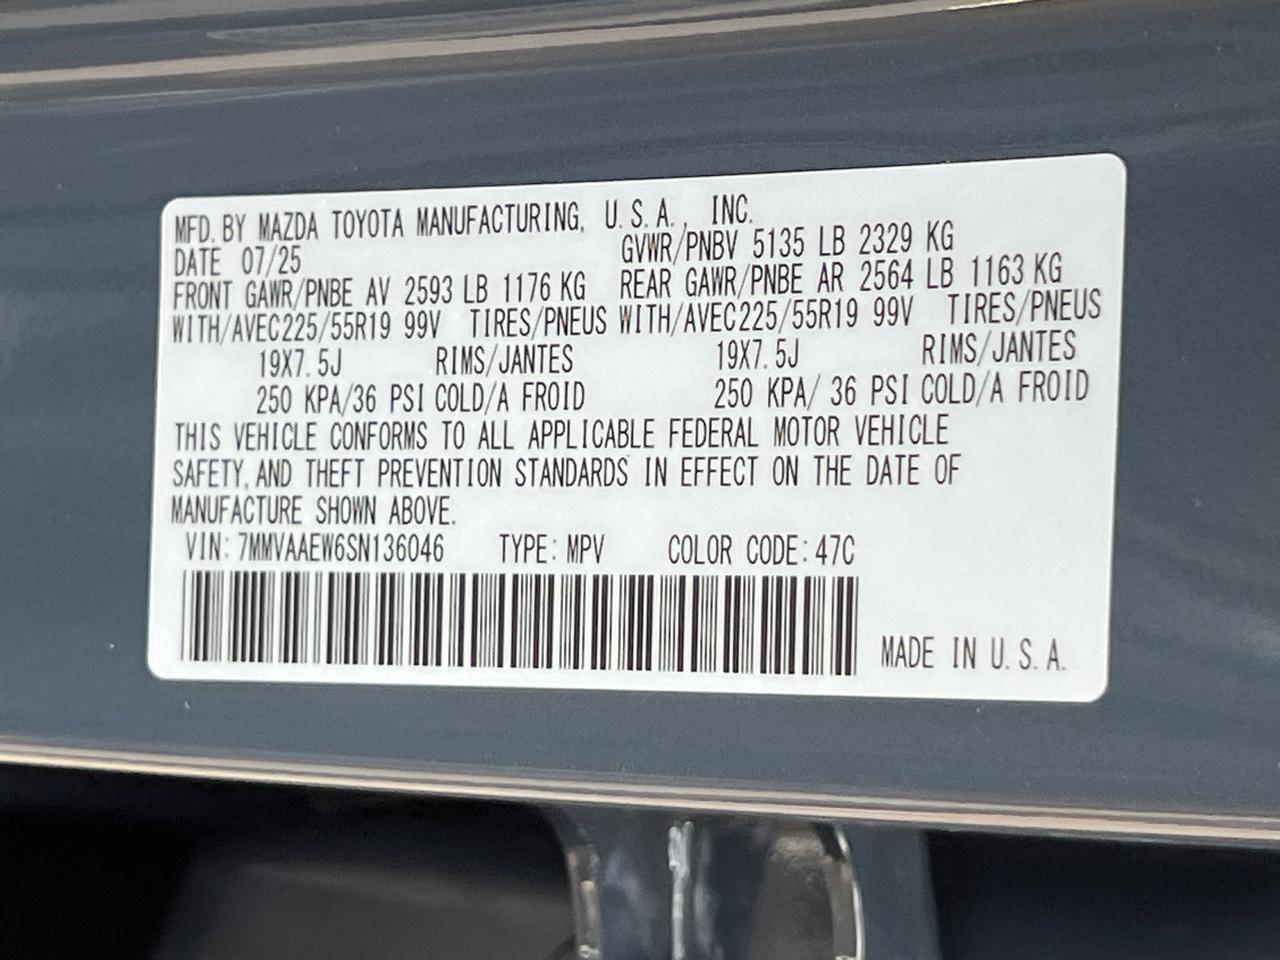 MFD. BY MAZDA TOYOTA MANUFACTURING, U.S.A., INC.
DATE 07/25 GVWR/PNBV 5135 LB 2329 KG
FRONT GAWR/PNBE AV 2593 LB 1176 KG REAR GAWR/PNBE AR 2564 LB 1163 KG
WITH/AVEC225/55R19 99V TIRES/PNEUS WITH/AVEC225/55R19 99V TIRES/PNEUS
19X7.5J RIMS/JANTES 19X7.5J RIMS/JANTES
250 KPA/36 PSI COLD/A FROID 250 KPA/ 36 PSI COLD/A FROID
THIS VEHICLE CONFORMS TO ALL APPLICABLE FEDERAL MOTOR VEHICLE
SAFETY, AND THEFT PREVENTION STANDARDS IN EFFECT ON THE DATE OF
MANUFACTURE SHOWN ABOVE.
VIN: 7MMVAAEW6SN136046 TYPE: MPV COLOR CODE: 47C
MADE IN U.S.A.